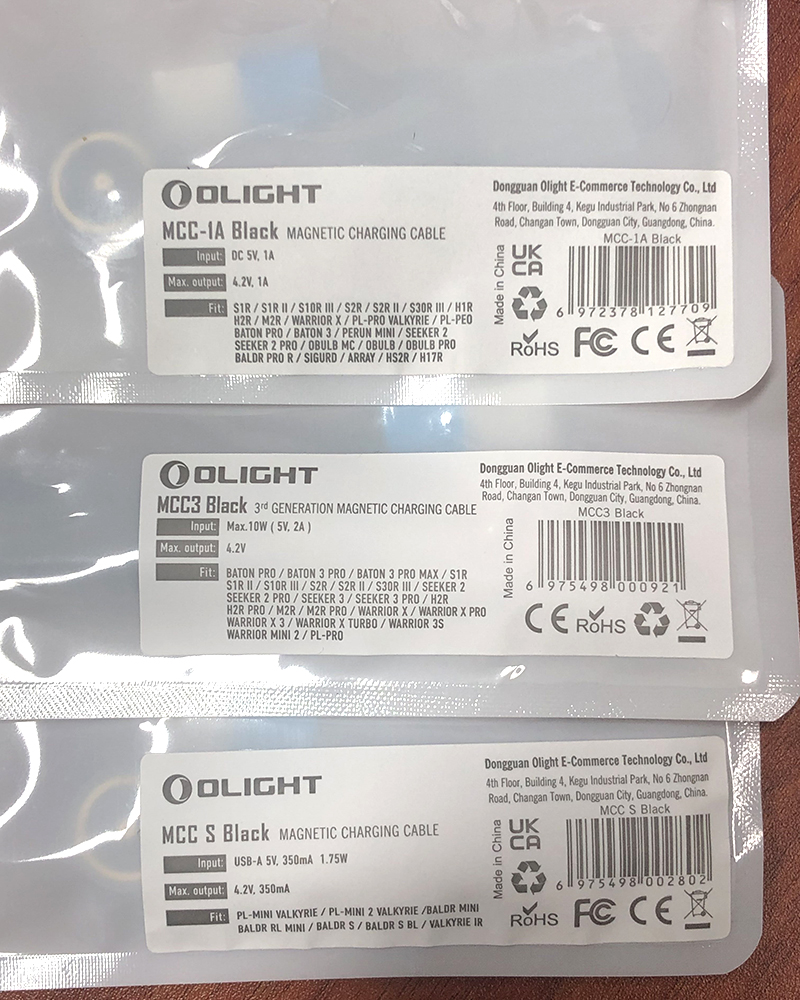 OLIGHT
MCC-1A Black MAGNETIC CHARGING CABLE
Input: DC 5V, 1A
Max. output: 4.2V, 1A
Fit: S1R / S1R II / S10R III / S2R / S2R II / S30R III / H1R
H2R / M2R / WARRIOR X / PL-PRO VALKYRIE / PL-PEO
BATON PRO / BATON 3 / PERUN MINI / SEEKER 2
SEEKER 2 PRO / OBULB MC / OBULB / OBULB PRO
BALDR PRO R / SIGURD / ARRAY / HS2R / H17R
Dongguan Olight E-Commerce Technology Co., Ltd
4th Floor, Building 4, Kegu Industrial Park, No 6 Zhongnan
Road, Changan Town, Dongguan City, Guangdong, China.
MCC-1A Black
Made in China
UK
CA
6 972378 127709
RoHS FC CE
OLIGHT
MCC3 Black 3rd GENERATION MAGNETIC CHARGING CABLE
Input: Max.10W ( 5V, 2A )
Max. output: 4.2V
Fit: BATON PRO / BATON 3 PRO / BATON 3 PRO MAX / S1R
S1R II / S10R III / S2R / S2R II / S30R III / SEEKER 2
SEEKER 2 PRO / SEEKER 3 / SEEKER 3 PRO / H2R
H2R PRO / M2R / M2R PRO / WARRIOR X / WARRIOR X PRO
WARRIOR X 3 / WARRIOR X TURBO / WARRIOR 3S
WARRIOR MINI 2 / PL-PRO
Dongguan Olight E-Commerce Technology Co., Ltd
4th Floor, Building 4, Kegu Industrial Park, No 6 Zhongnan
Road, Changan Town, Dongguan City, Guangdong, China.
MCC3 Black
Made in China
6 975498 000921
CE RoHS
OLIGHT
MCC S Black MAGNETIC CHARGING CABLE
Input: USB-A 5V, 350mA 1.75W
Max. output: 4.2V, 350mA
Fit: PL-MINI VALKYRIE / PL-MINI 2 VALKYRIE /BALDR MINI
BALDR RL MINI / BALDR S / BALDR S BL / VALKYRIE IR
Dongguan Olight E-Commerce Technology Co., Ltd
4th Floor, Building 4, Kegu Industrial Park, No 6 Zhongnan
Road, Changan Town, Dongguan City, Guangdong, China.
MCC S Black
Made in China
UK
CA
6 975498 002802
RoHS FC CE